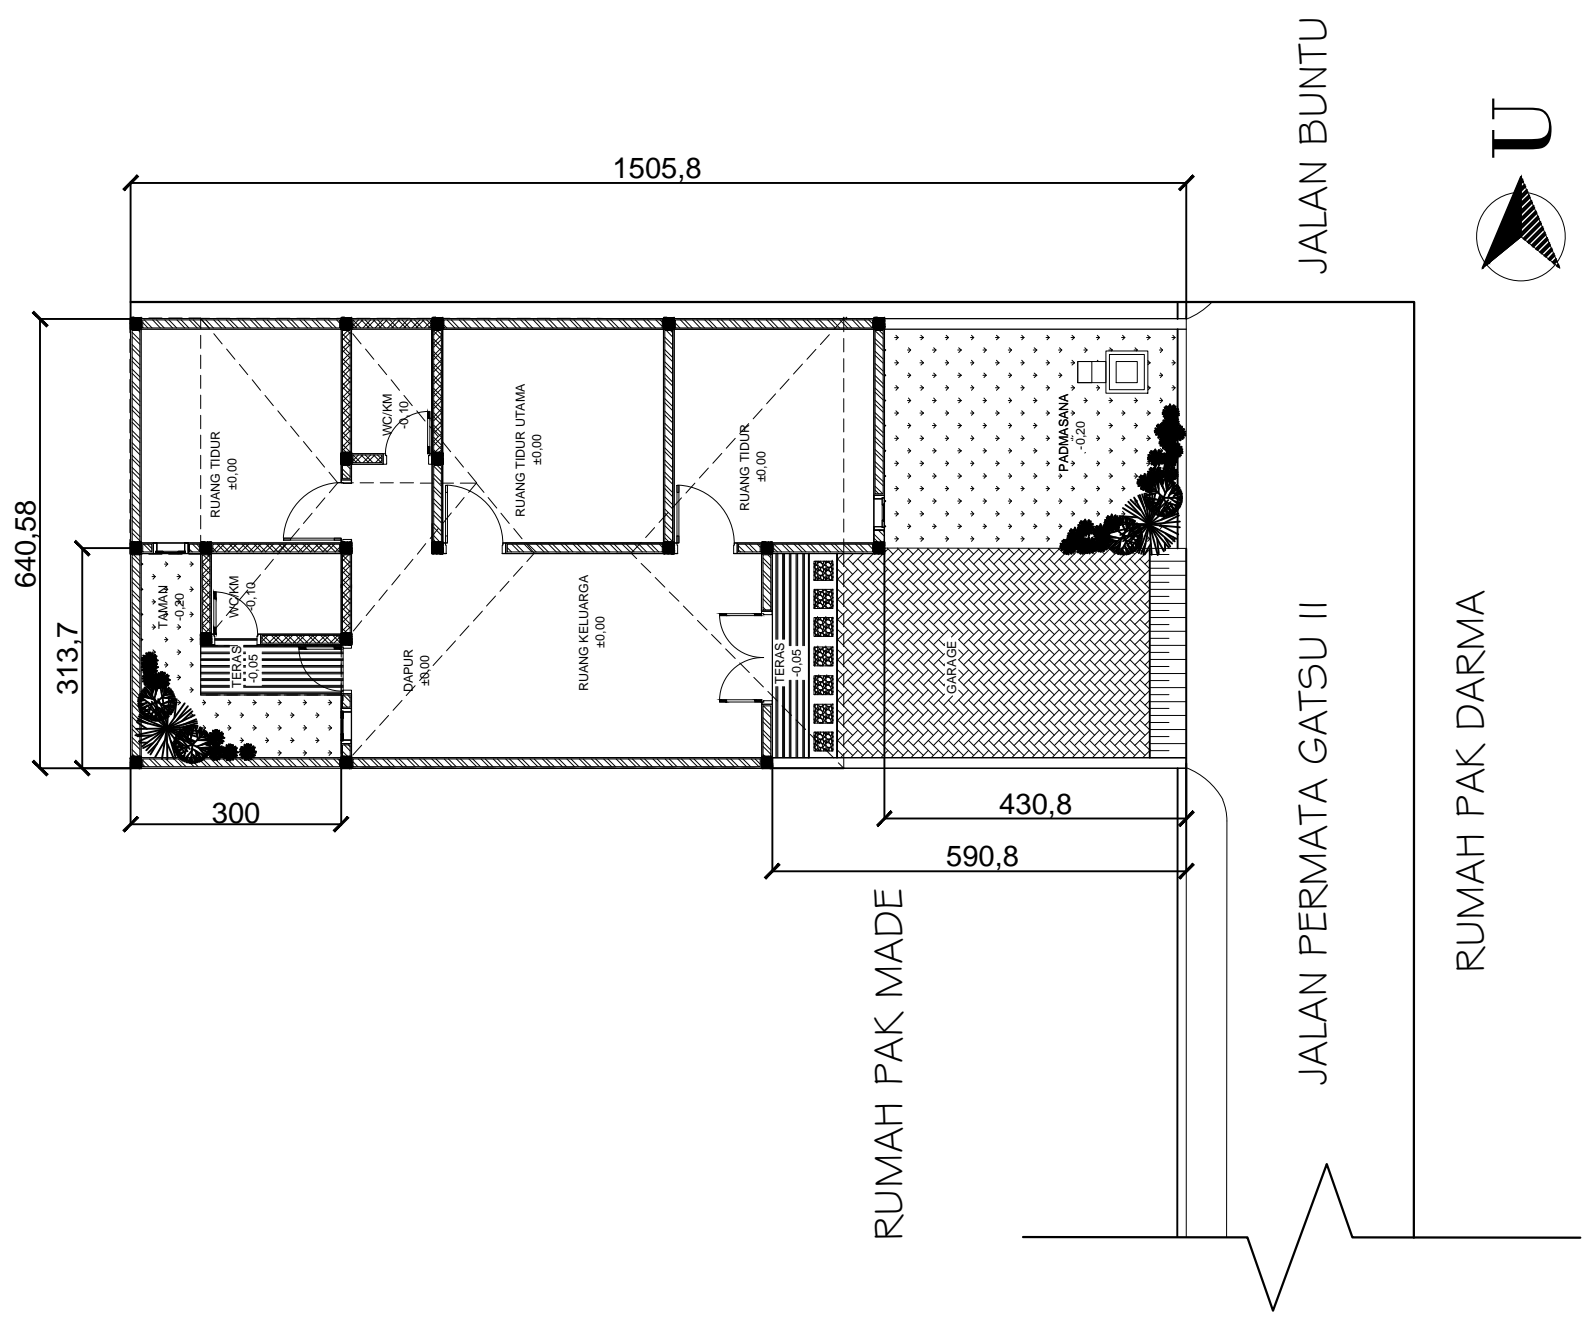 1505,8
640,58
313,7
300
430,8
590,8
RUANG TIDUR
±0,00
WC/KM
-0,10
RUANG TIDUR UTAMA
±0,00
RUANG TIDUR
±0,00
PADMASANA
-0,20
TAMAN
-0,20
WC/KM
-0,10
TERAS
-0,05
DAPUR
±0,00
RUANG KELUARGA
±0,00
TERAS
-0,05
GARAGE
RUMAH PAK MADE
JALAN BUNTU
JALAN PERMATA GATSU II
RUMAH PAK DARMA
U